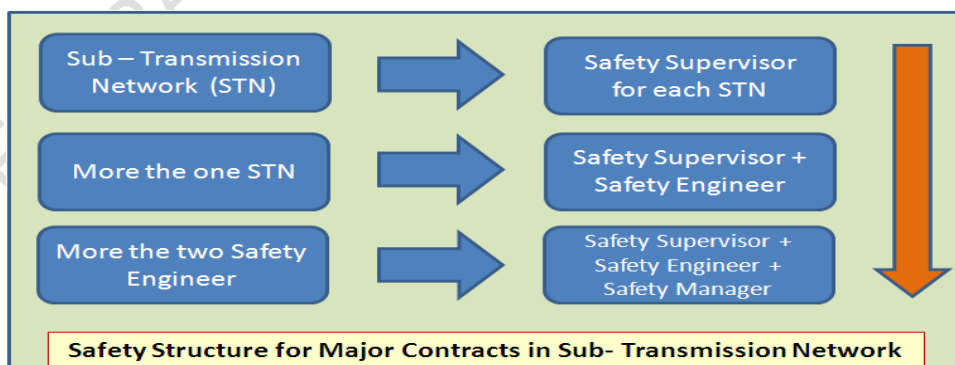 Sub – Transmission
Network (STN)
Safety Supervisor
for each STN
More the one STN
Safety Supervisor +
Safety Engineer
More the two Safety
Engineer
Safety Supervisor +
Safety Engineer +
Safety Manager
Safety Structure for Major Contracts in Sub- Transmission Network